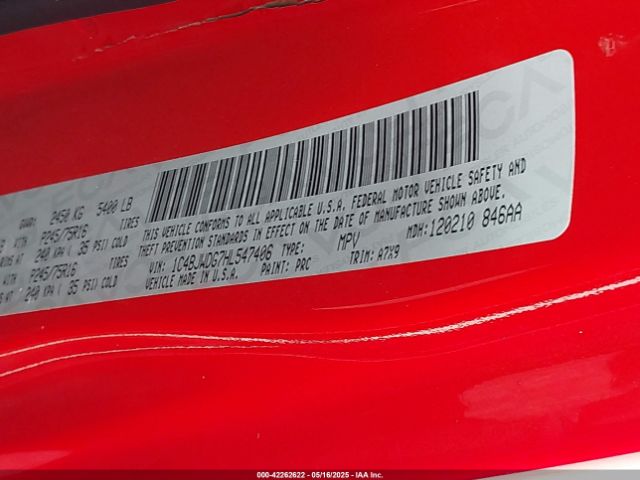 GVWR: 2450 KG 5400 LB
TIRES
P245/75R16
240 KPA ( 35 PSI) COLD
TIRES
P245/75R16
240 KPA ( 35 PSI) COLD
THIS VEHICLE CONFORMS TO ALL APPLICABLE U.S.A. FEDERAL MOTOR VEHICLE SAFETY AND
THEFT PREVENTION STANDARDS IN EFFECT ON THE DATE OF MANUFACTURE SHOWN ABOVE.
VIN: 1C4BJWDG7HL547406 TYPE: MPV MDH: 120210 846AA
VEHICLE MADE IN U.S.A. PAINT: PRC TRIM: A7X9
000-42262622 - 05/16/2025 - IAA Inc.